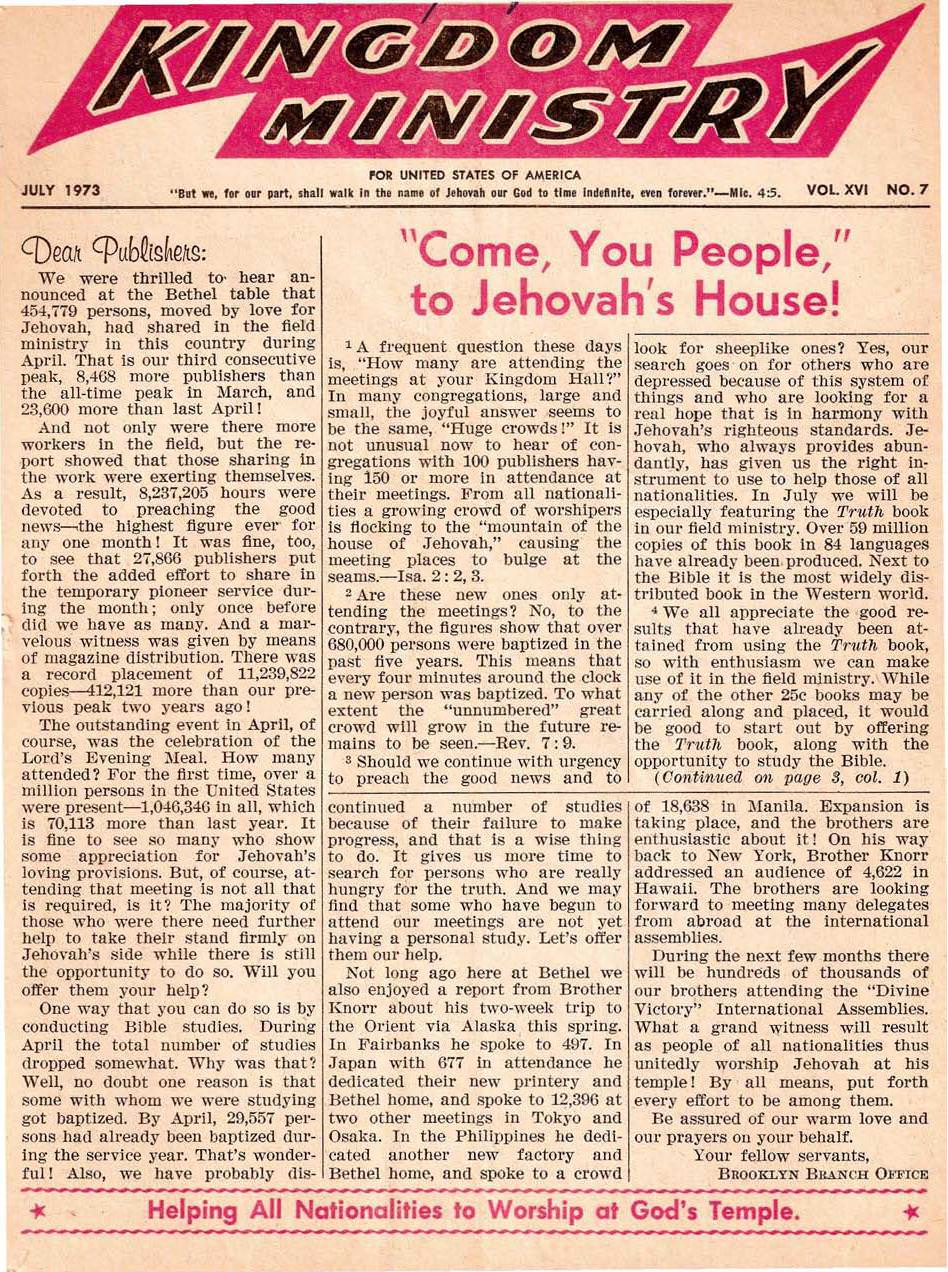 KINGDOM
MINISTRY
FOR UNITED STATES OF AMERICA
JULY 1973
"But we, for our part, shall walk in the name of Jehovah our God to time indefinite, even forever."—Mic. 4:5.
VOL. XVI NO. 7
Dear Publishers:
We were thrilled to hear an-
nounced at the Bethel table that
454,779 persons, moved by love for
Jehovah, had shared in the field
ministry in this country during
April. That is our third consecutive
peak, 8,468 more publishers than
the all-time peak in March, and
23,600 more than last April!
And not only were there more
workers in the field, but the re-
port showed that those sharing in
the work were exerting themselves.
As a result, 8,237,205 hours were
devoted to preaching the good
news—the highest figure ever for
any one month! It was fine, too,
to see that 27,866 publishers put
forth the added effort to share in
the temporary pioneer service dur-
ing the month; only once before
did we have as many. And a mar-
velous witness was given by means
of magazine distribution. There was
a record placement of 11,239,822
copies—412,121 more than our pre-
vious peak two years ago!
The outstanding event in April, of
course, was the celebration of the
Lord's Evening Meal. How many
attended? For the first time, over a
million persons in the United States
were present—1,046,346 in all, which
is 70,113 more than last year. It
is fine to see so many who show
some appreciation for Jehovah's
loving provisions. But, of course, at-
tending that meeting is not all that
is required, is it? The majority of
those who were there need further
help to take their stand firmly on
Jehovah's side while there is still
the opportunity to do so. Will you
offer them your help?
One way that you can do so is by
conducting Bible studies. During
April the total number of studies
dropped somewhat. Why was that?
Well, no doubt one reason is that
some with whom we were studying
got baptized. By April, 29,557 per-
sons had already been baptized dur-
ing the service year. That's wonder-
ful! Also, we have probably dis-
continued a number of studies
because of their failure to make
progress, and that is a wise thing
to do. It gives us more time to
search for persons who are really
hungry for the truth. And we may
find that some who have begun to
attend our meetings are not yet
having a personal study. Let's offer
them our help.
Not long ago here at Bethel we
also enjoyed a report from Brother
Knorr about his two-week trip to
the Orient via Alaska this spring.
In Fairbanks he spoke to 497. In
Japan with 677 in attendance he
dedicated their new printery and
Bethel home, and spoke to 12,396 at
two other meetings in Tokyo and
Osaka. In the Philippines he dedi-
cated another new factory and
Bethel home, and spoke to a crowd
of 18,638 in Manila. Expansion is
taking place, and the brothers are
enthusiastic about it! On his way
back to New York, Brother Knorr
addressed an audience of 4,622 in
Hawaii. The brothers are looking
forward to meeting many delegates
from abroad at the international
assemblies.
During the next few months there
will be hundreds of thousands of
our brothers attending the "Divine
Victory" International Assemblies.
What a grand witness will result
as people of all nationalities thus
unitedly worship Jehovah at his
temple! By all means, put forth
every effort to be among them.
Be assured of our warm love and
our prayers on your behalf.
Your fellow servants,
BROOKLYN BRANCH OFFICE
"Come, You People,"
to Jehovah's House!
1 A frequent question these days
is, "How many are attending the
meetings at your Kingdom Hall?"
In many congregations, large and
small, the joyful answer seems to
be the same, "Huge crowds!" It is
not unusual now to hear of con-
gregations with 100 publishers hav-
ing 150 or more in attendance at
their meetings. From all nationali-
ties a growing crowd of worshipers
is flocking to the "mountain of the
house of Jehovah," causing the
meeting places to bulge at the
seams.—Isa. 2:2, 3.
2 Are these new ones only at-
tending the meetings? No, to the
contrary, the figures show that over
680,000 persons were baptized in the
past five years. This means that
every four minutes around the clock
a new person was baptized. To what
extent the "unnumbered" great
crowd will grow in the future re-
mains to be seen.—Rev. 7:9.
3 Should we continue with urgency
to preach the good news and to
look for sheeplike ones? Yes, our
search goes on for others who are
depressed because of this system of
things and who are looking for a
real hope that is in harmony with
Jehovah's righteous standards. Je-
hovah, who always provides abun-
dantly, has given us the right in-
strument to use to help those of all
nationalities. In July we will be
especially featuring the Truth book
in our field ministry. Over 59 million
copies of this book in 84 languages
have already been produced. Next to
the Bible it is the most widely dis-
tributed book in the Western world.
4 We all appreciate the good re-
sults that have already been at-
tained from using the Truth book,
so with enthusiasm we can make
use of it in the field ministry. While
any of the other 25c books may be
carried along and placed, it would
be good to start out by offering
the Truth book, along with the
opportunity to study the Bible.
(Continued on page 3, col. 1)
Helping All Nationalities to Worship at God's Temple.